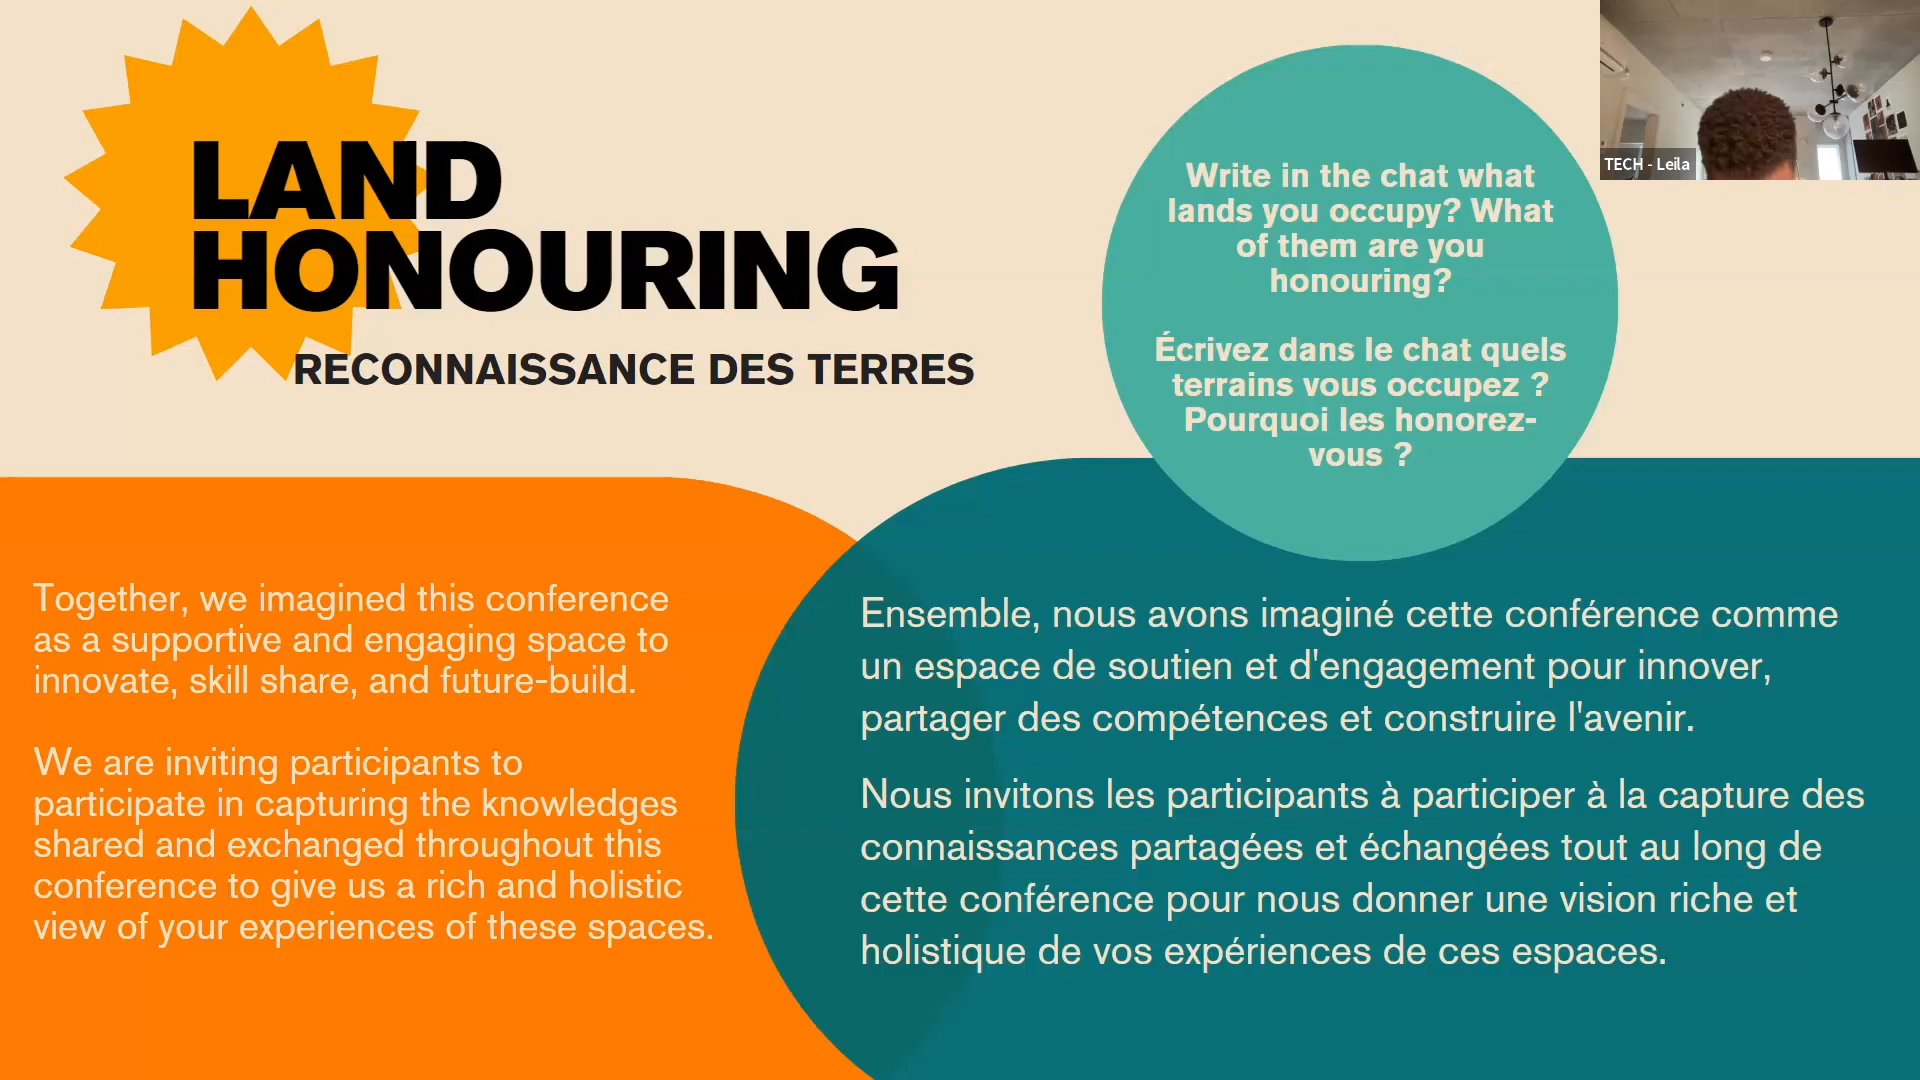 LAND
HONOURING
RECONNAISSANCE DES TERRES
Write in the chat what
lands you occupy? What
of them are you
honouring?
Écrivez dans le chat quels
terrains vous occupez ?
Pourquoi les honorez-
vous ?
TECH - Leila
Together, we imagined this conference
as a supportive and engaging space to
innovate, skill share, and future-build.
We are inviting participants to
participate in capturing the knowledges
shared and exchanged throughout this
conference to give us a rich and holistic
view of your experiences of these spaces.
Ensemble, nous avons imaginé cette conférence comme
un espace de soutien et d'engagement pour innover,
partager des compétences et construire l'avenir.
Nous invitons les participants à participer à la capture des
connaissances partagées et échangées tout au long de
cette conférence pour nous donner une vision riche et
holistique de vos expériences de ces espaces.